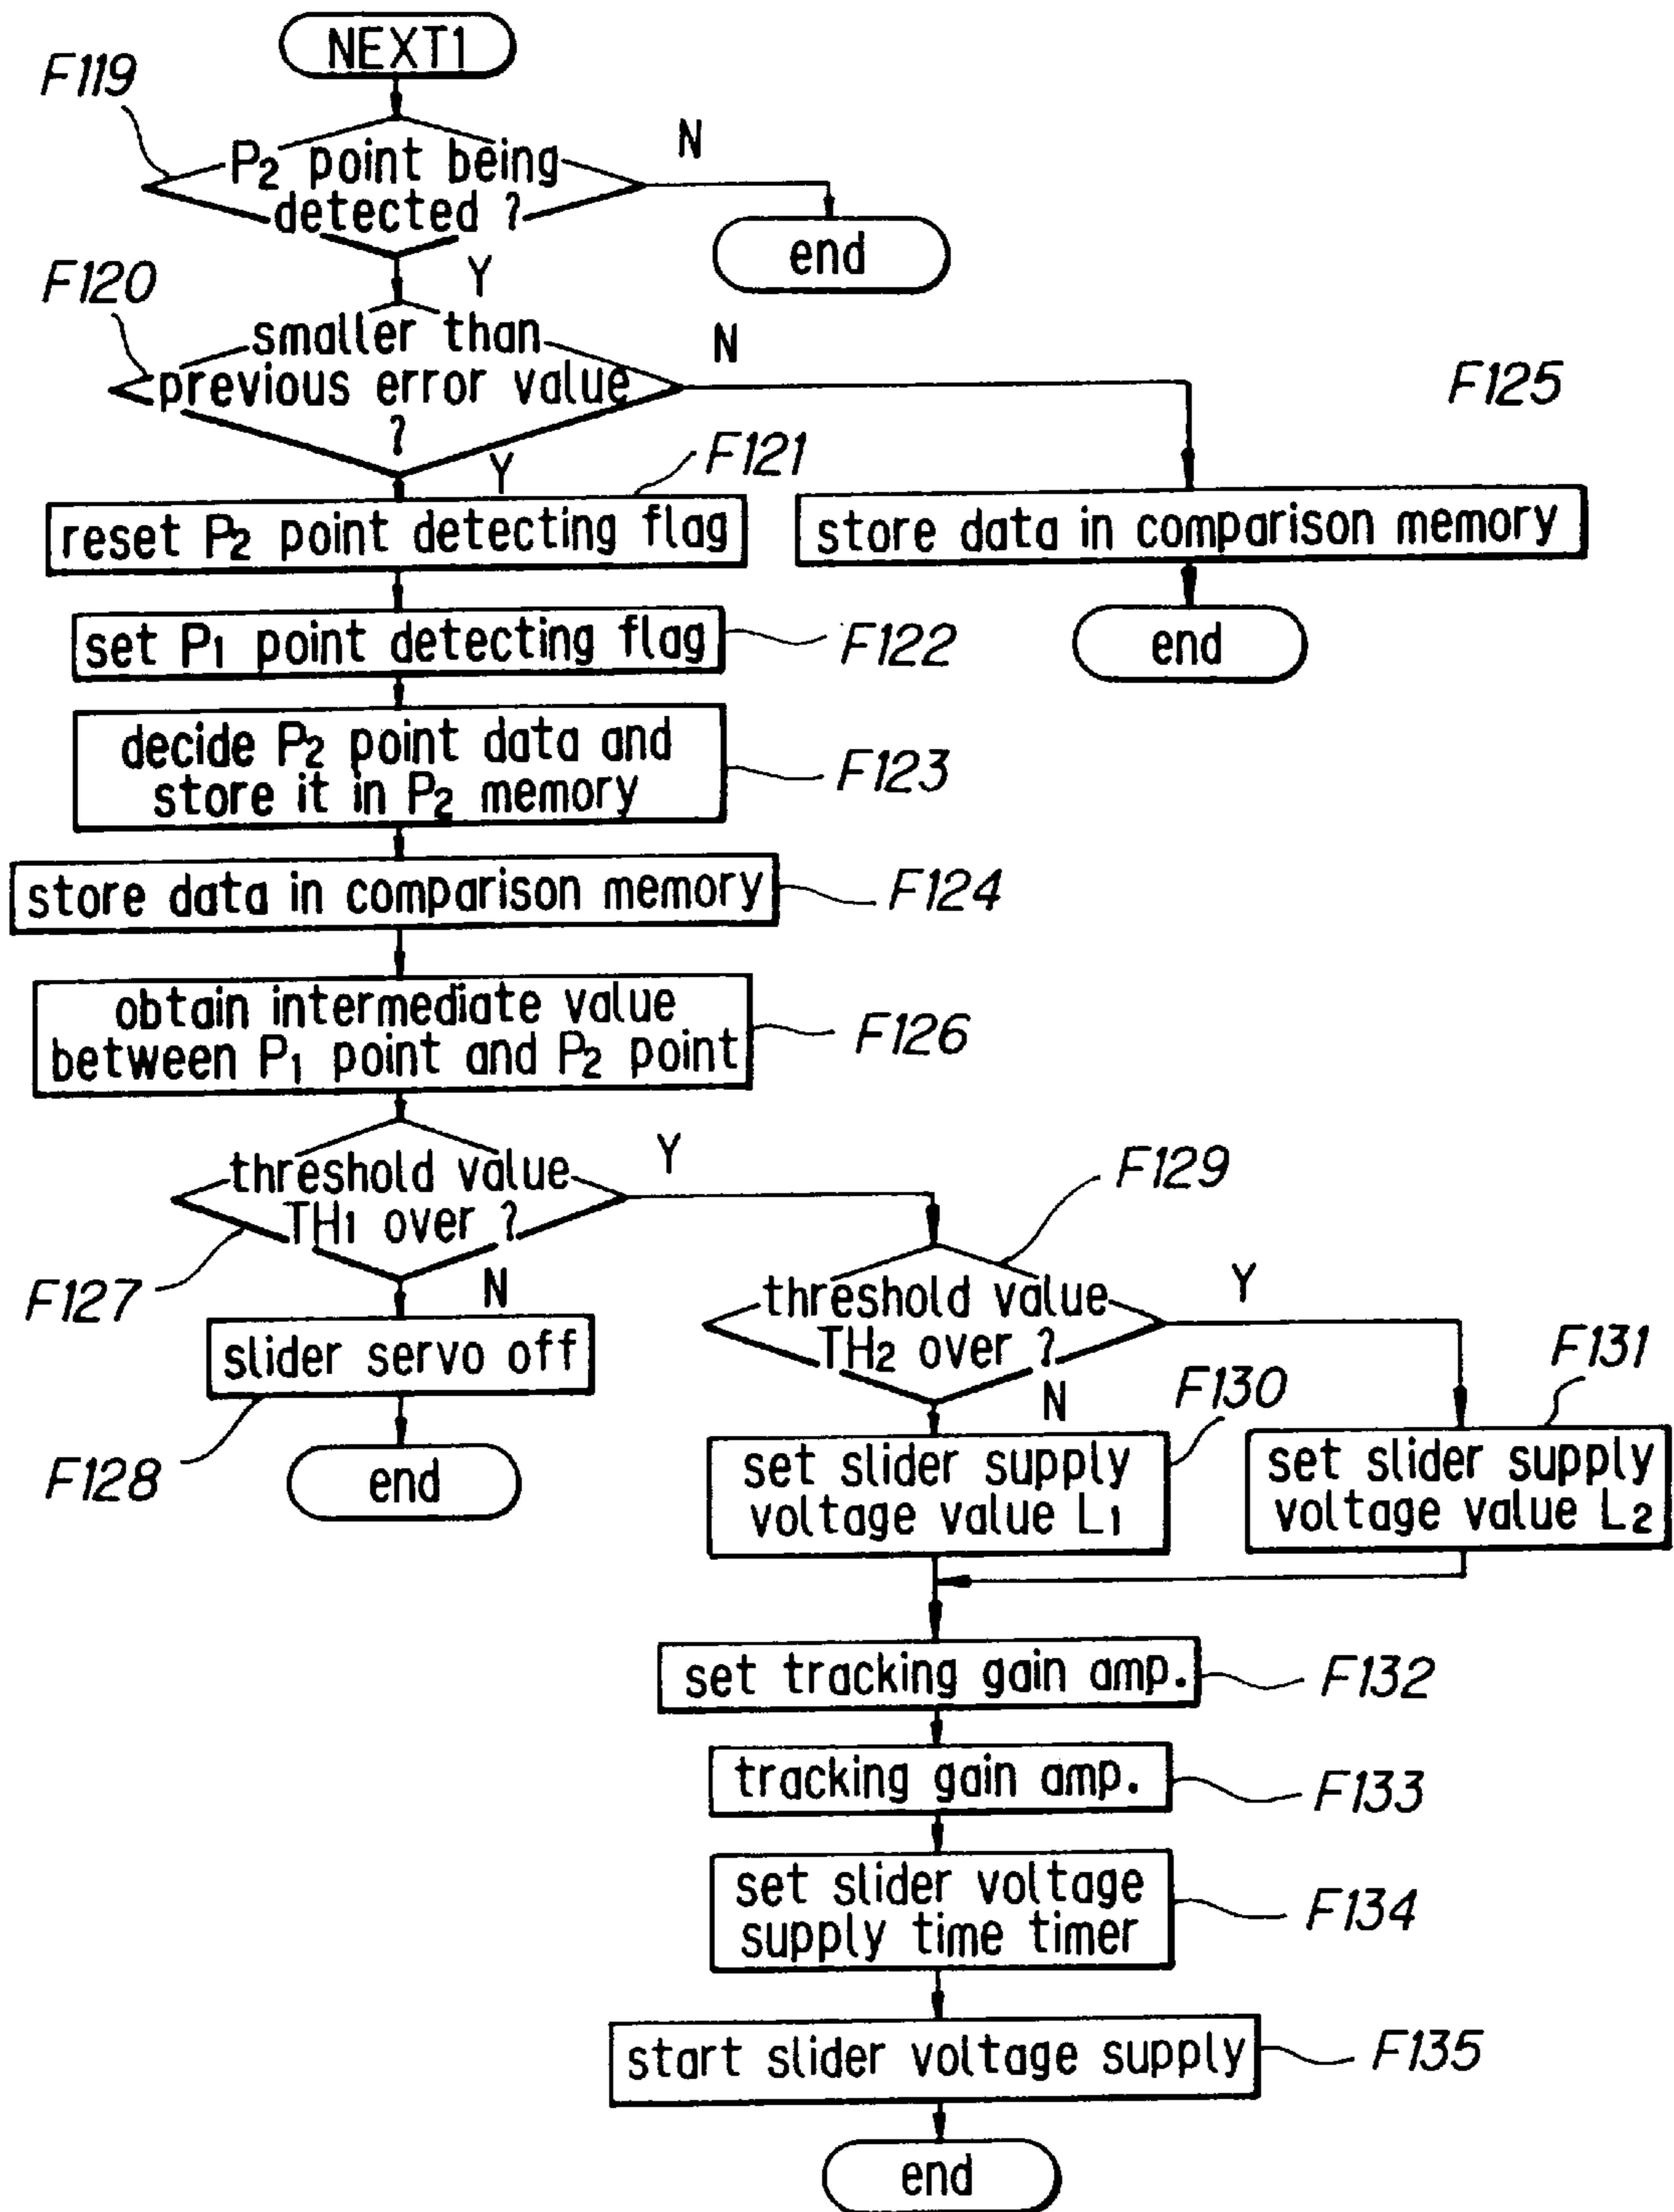 NEXT1
F119
P2 point being
detected ?
N
end
Y
F120
smaller than
previous error value
?
N
F125
Y
F121
reset P2 point detecting flag
store data in comparison memory
end
set P1 point detecting flag
F122
decide P2 point data and
store it in P2 memory
F123
store data in comparison memory
F124
obtain intermediate value
between P1 point and P2 point
F126
threshold value
TH1 over ?
Y
F127
N
slider servo off
F128
end
F129
threshold value
TH2 over ?
Y
N
F130
F131
set slider supply
voltage value L1
set slider supply
voltage value L2
set tracking gain amp.
F132
tracking gain amp.
F133
set slider voltage
supply time timer
F134
start slider voltage supply
F135
end